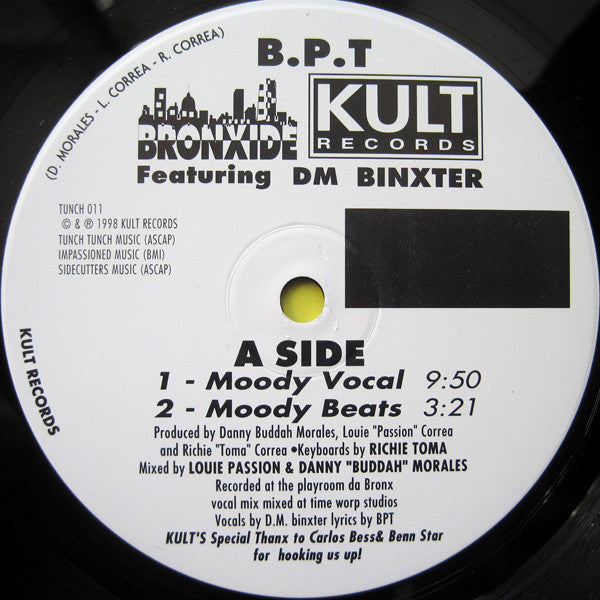 B.P.T
(D. MORALES - L. CORREA - R. CORREA)
BRONXIDE
KULT
RECORDS
Featuring DM BINXTER
TUNCH 011
© & ® 1998 KULT RECORDS
TUNCH TUNCH MUSIC (ASCAP)
IMPASSIONED MUSIC (BMI)
SIDECUTTERS MUSIC (ASCAP)
KULT RECORDS
A SIDE
1 - Moody Vocal 9:50
2 - Moody Beats 3:21
Produced by Danny Buddah Morales, Louie "Passion" Correa
and Richie "Toma" Correa •Keyboards by RICHIE TOMA
Mixed by LOUIE PASSION & DANNY "BUDDAH" MORALES
Recorded at the playroom da Bronx
vocal mix mixed at time worp studios
Vocals by D.M. binxter lyrics by BPT
KULT'S Special Thanx to Carlos Bess& Benn Star
for hooking us up!